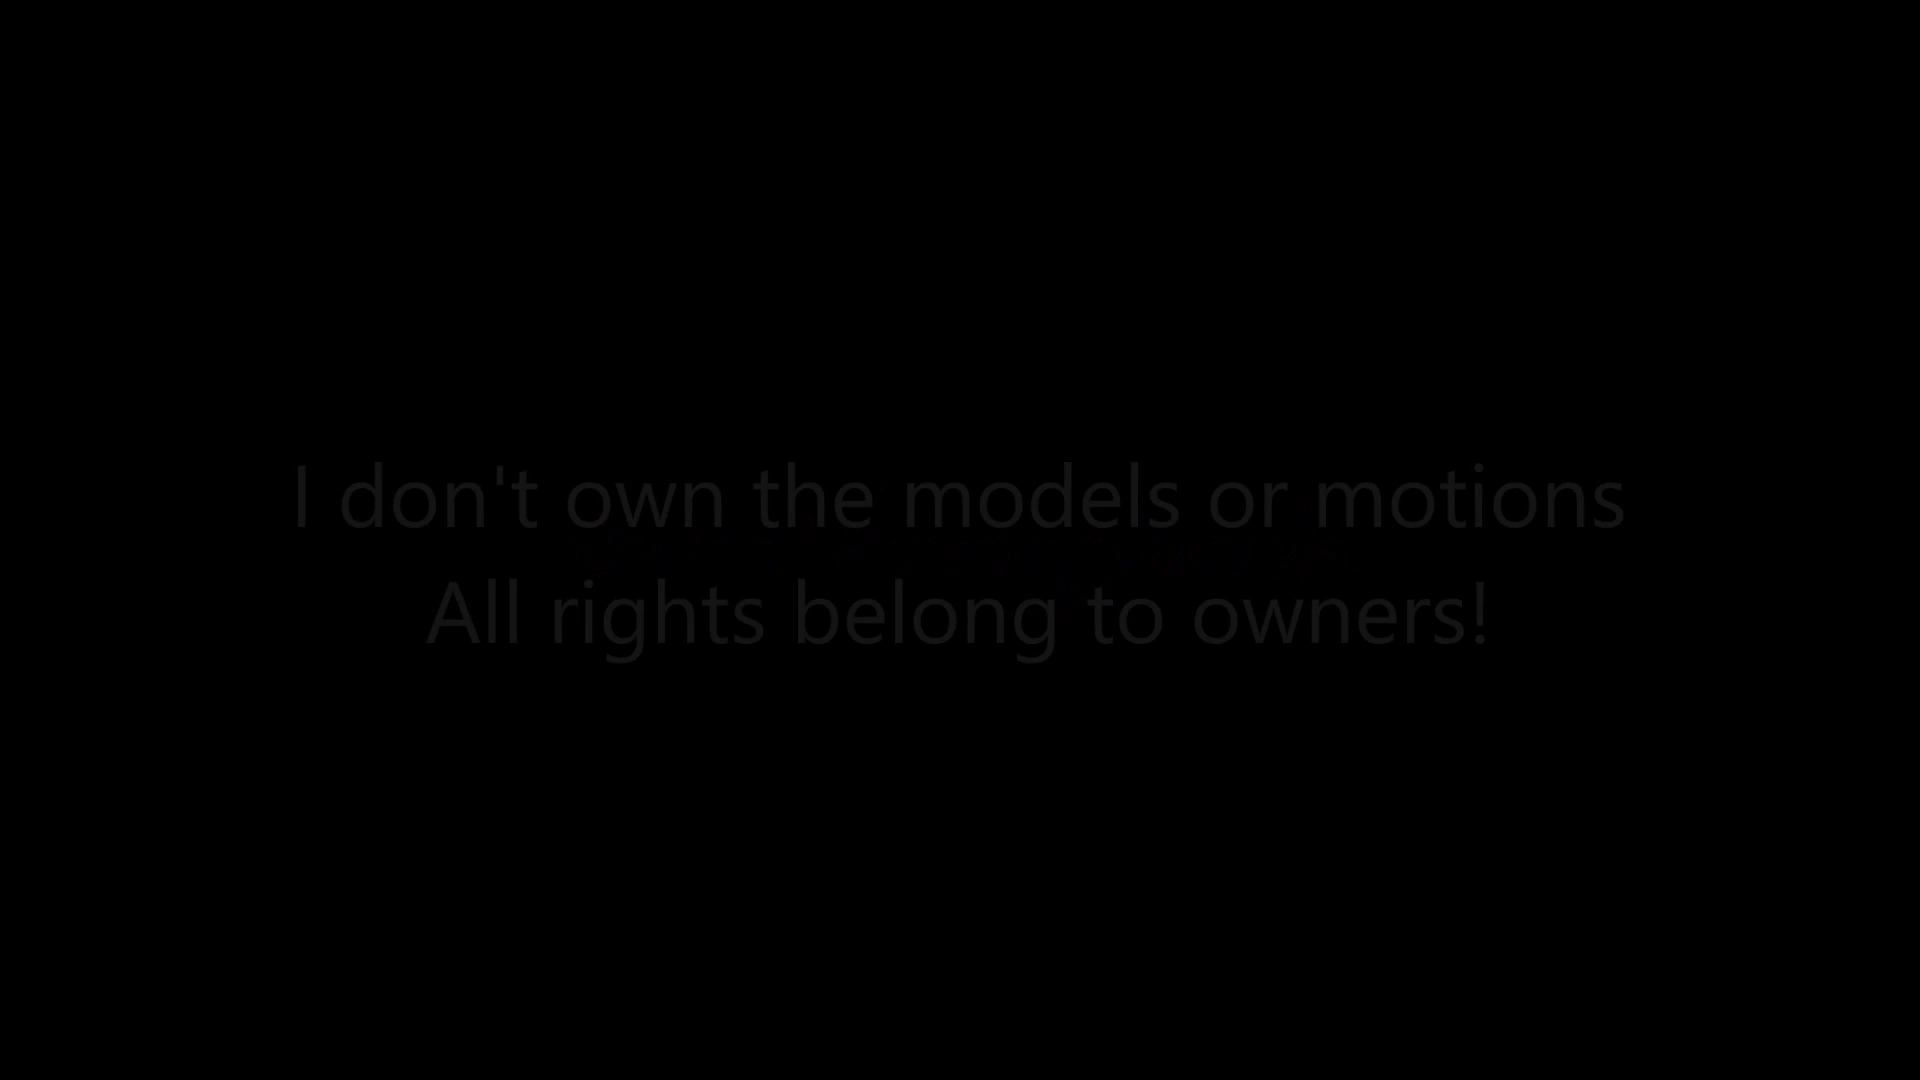 I don't own the models or motions
All rights belong to owners!